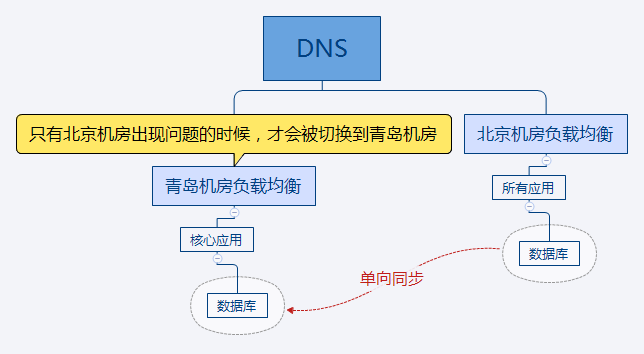 DNS
只有北京机房出现问题的时候，才会被切换到青岛机房
北京机房负载均衡
青岛机房负载均衡
所有应用
核心应用
数据库
单向同步
数据库